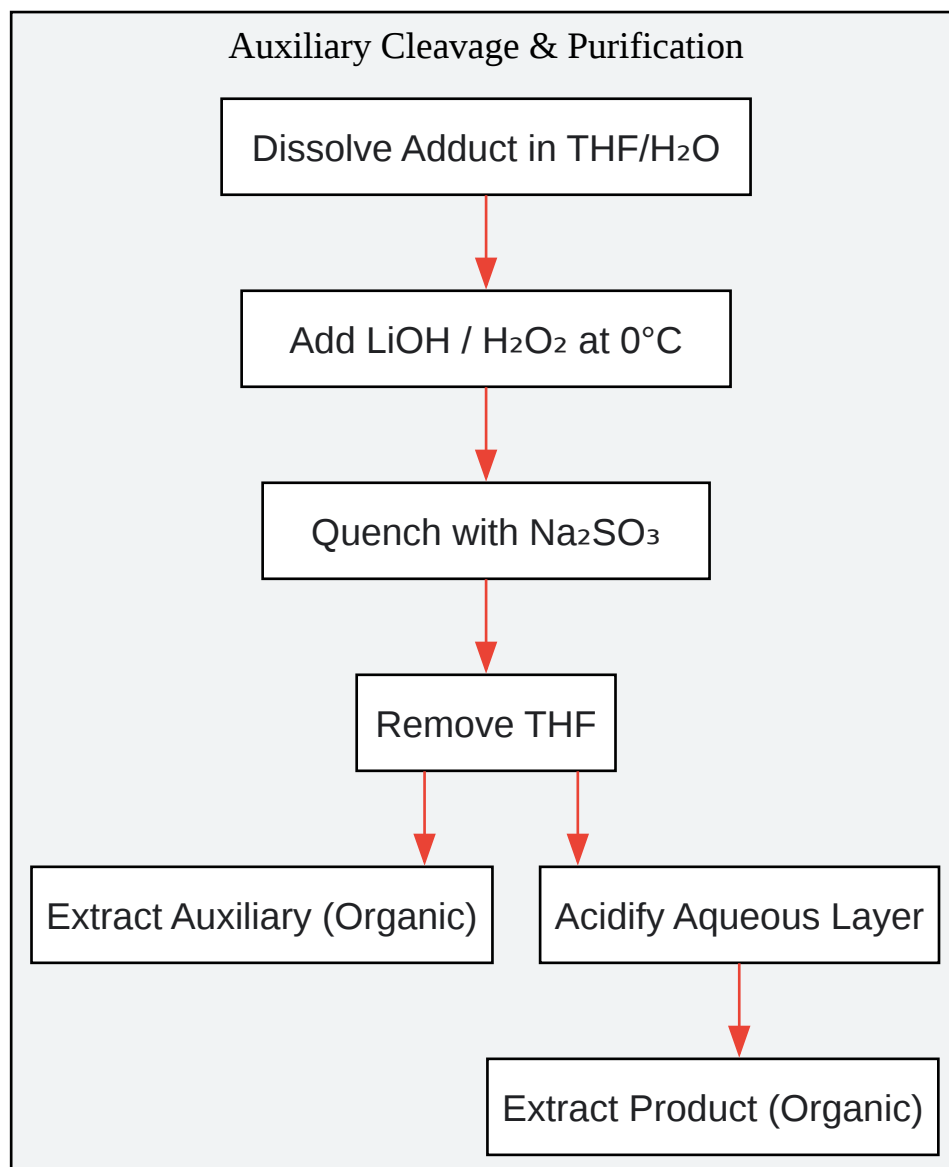 Auxiliary Cleavage & Purification
Dissolve Adduct in THF/H₂O
Add LiOH / H₂O₂ at 0°C
Quench with Na₂SO₃
Remove THF
Extract Auxiliary (Organic)
Acidify Aqueous Layer
Extract Product (Organic)